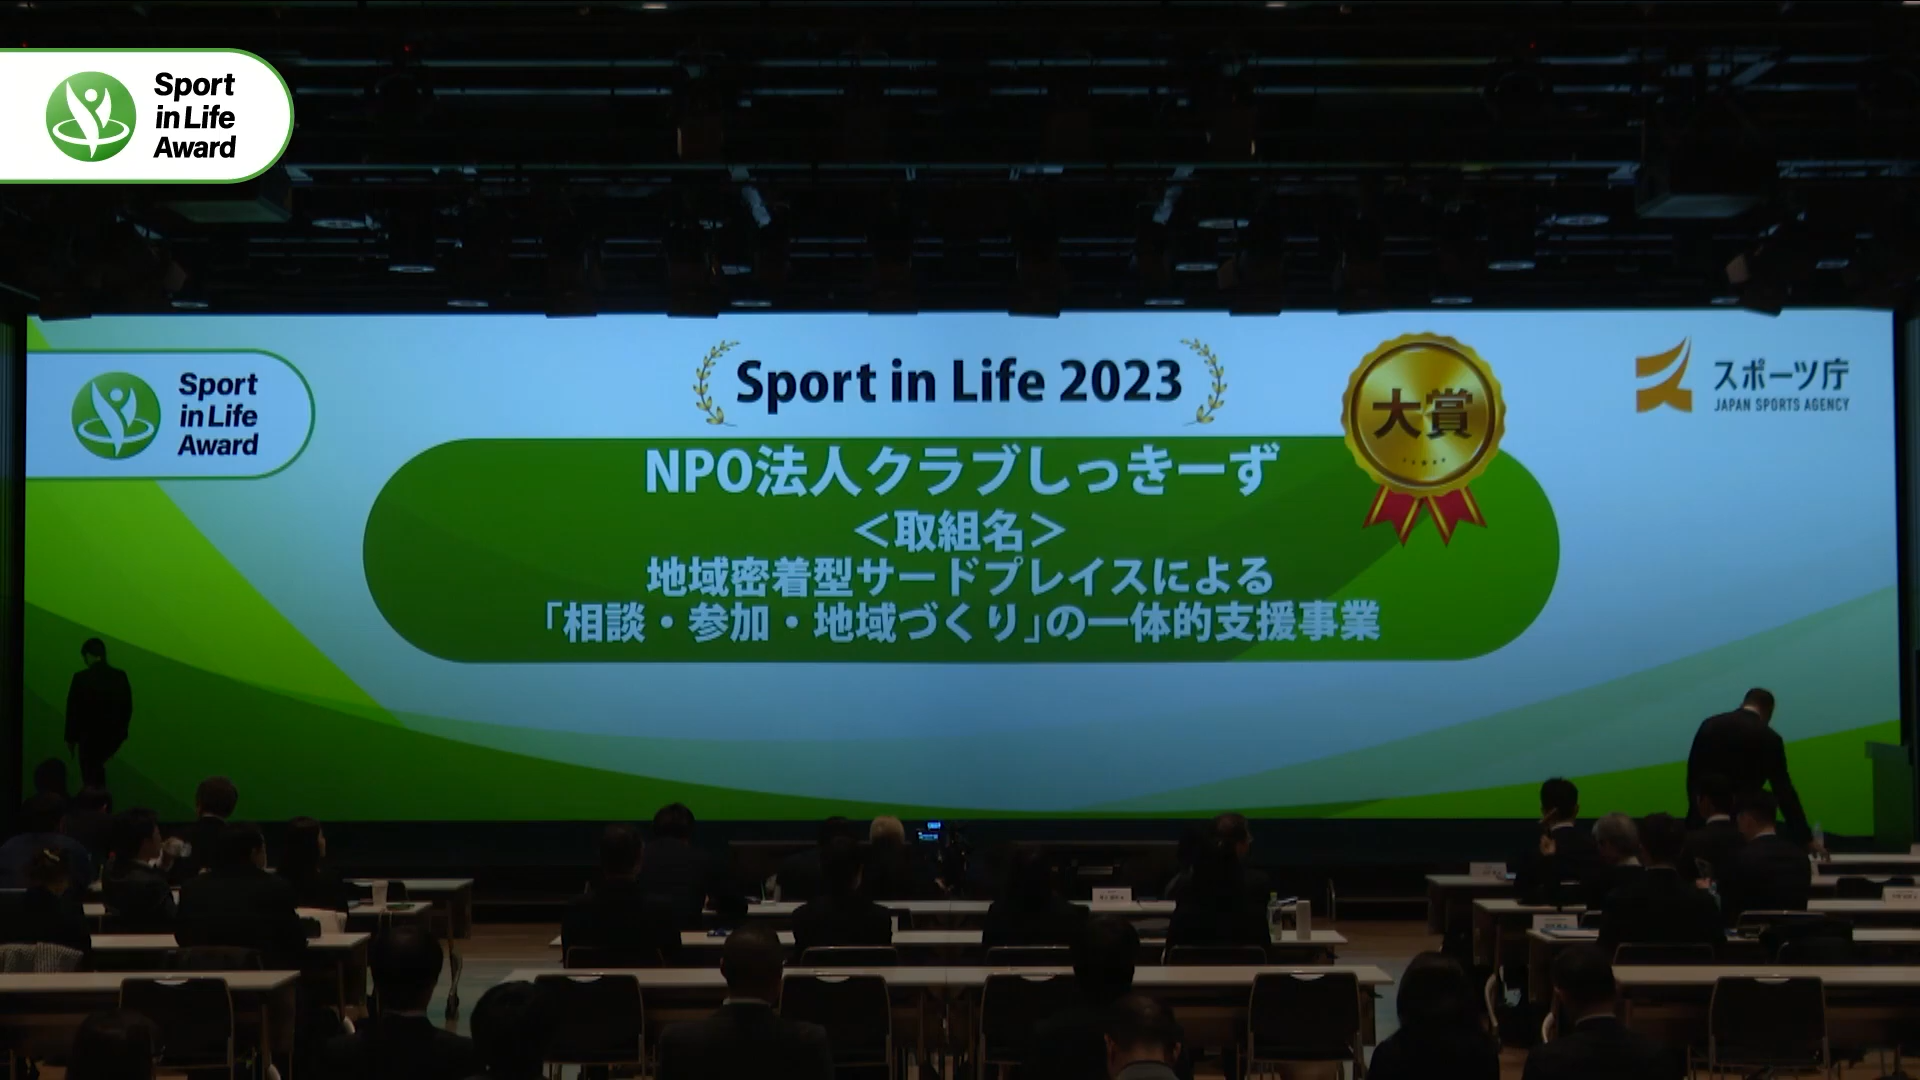 Sport
in Life
Award
Sport in Life 2023
大賞
スポーツ庁
JAPAN SPORTS AGENCY
Sport
in Life
Award
NPO法人クラブしっきーず
＜取組名＞
地域密着型サードプレイスによる
「相談・参加・地域づくり」の一体的支援事業